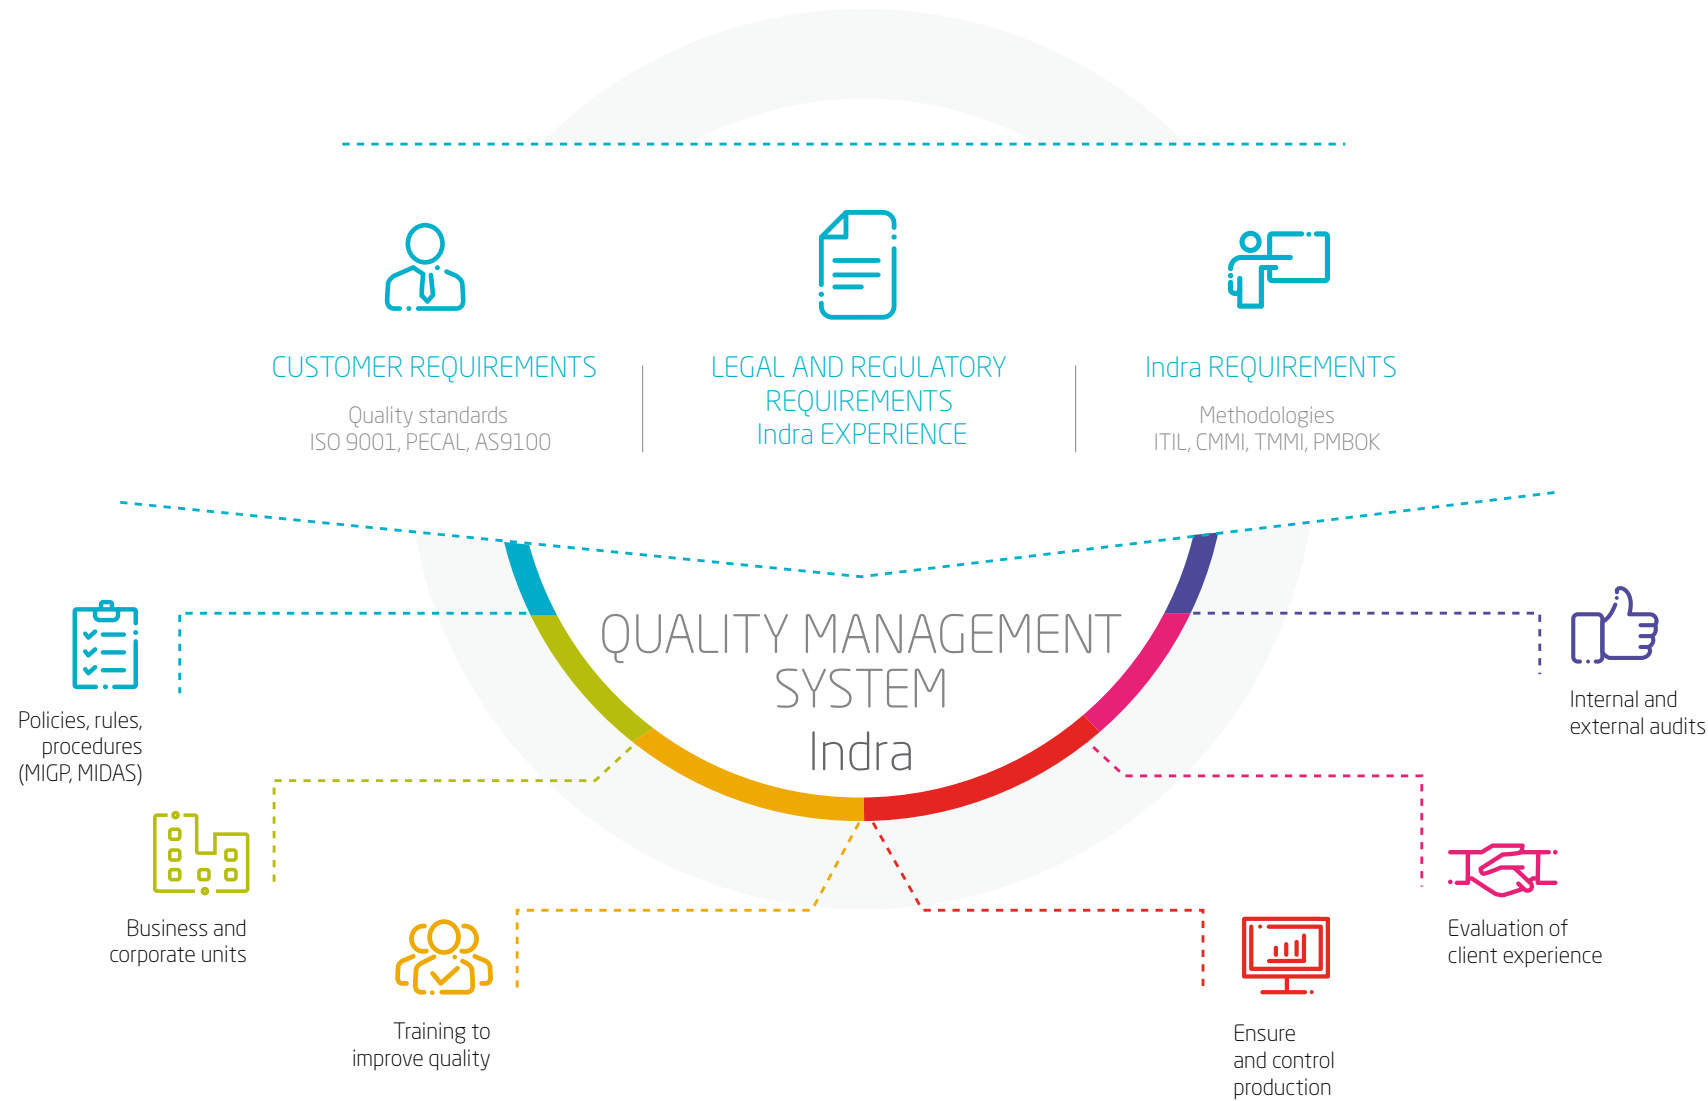 CUSTOMER REQUIREMENTS
Quality standards
ISO 9001, PECAL, AS9100
LEGAL AND REGULATORY
REQUIREMENTS
Indra EXPERIENCE
Indra REQUIREMENTS
Methodologies
ITIL, CMMI, TMMI, PMBOK
QUALITY MANAGEMENT
SYSTEM
Indra
Policies, rules,
procedures
(MIGP, MIDAS)
Business and
corporate units
Training to
improve quality
Ensure
and control
production
Evaluation of
client experience
Internal and
external audits